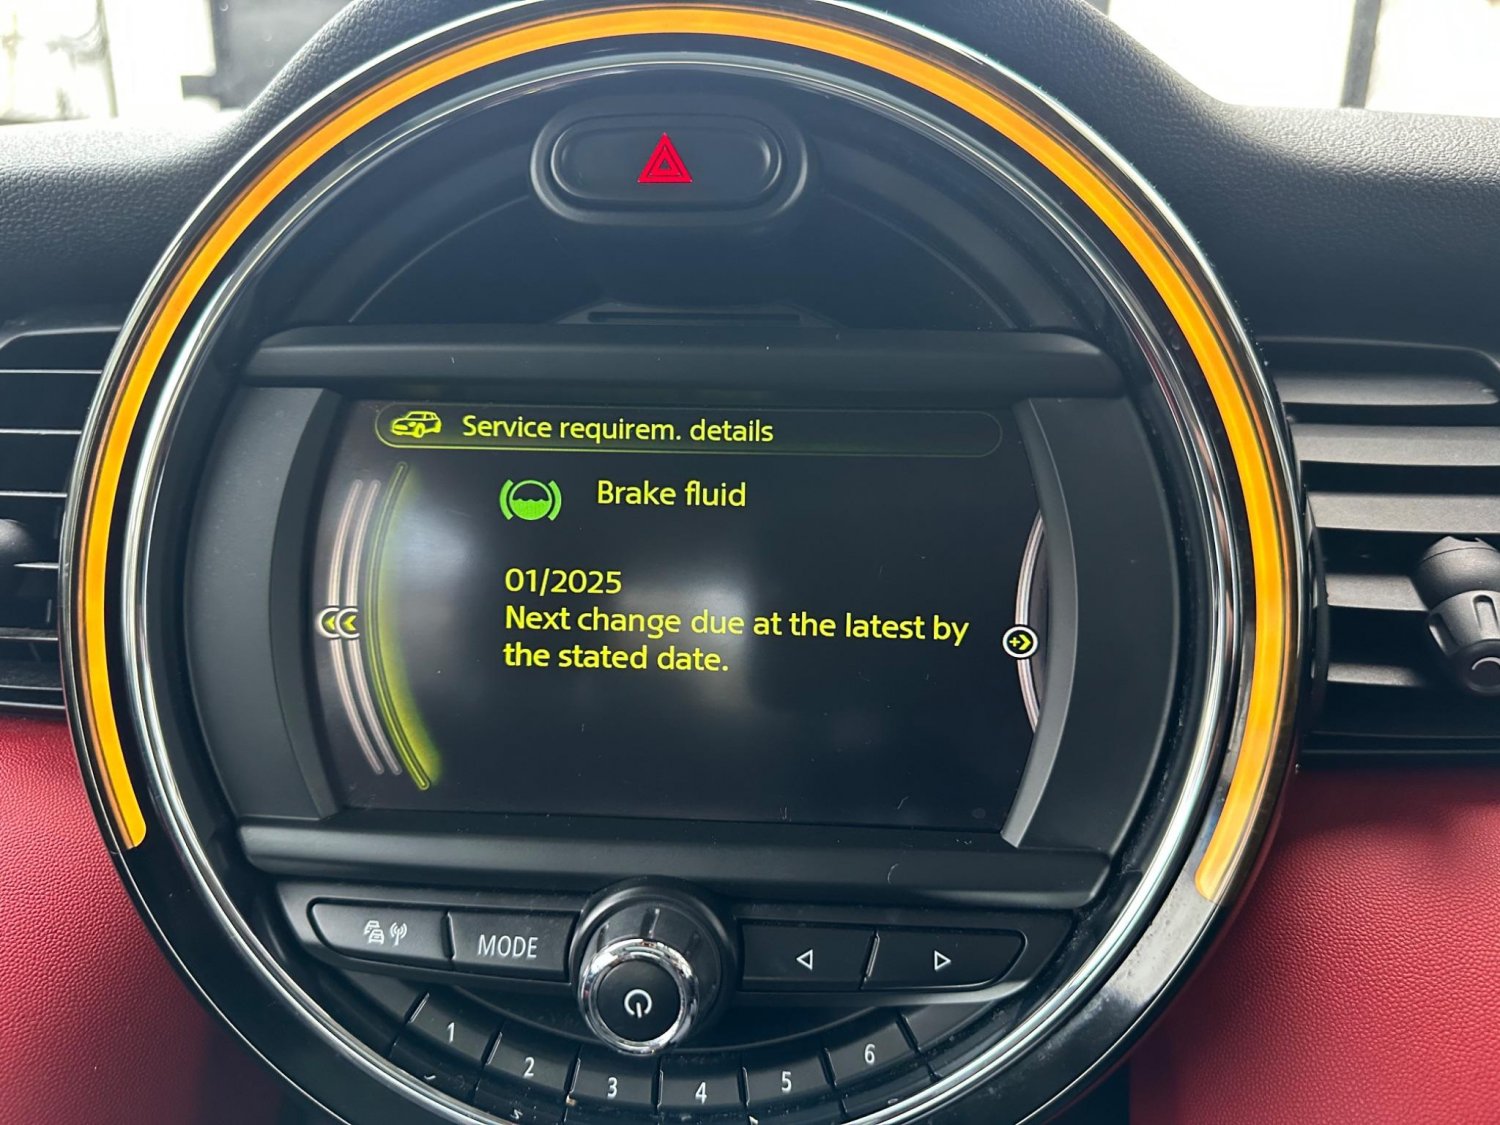 Service requirem. details
Brake fluid
01/2025
Next change due at the latest by
the stated date.
MODE
1
2
3
4
5
6